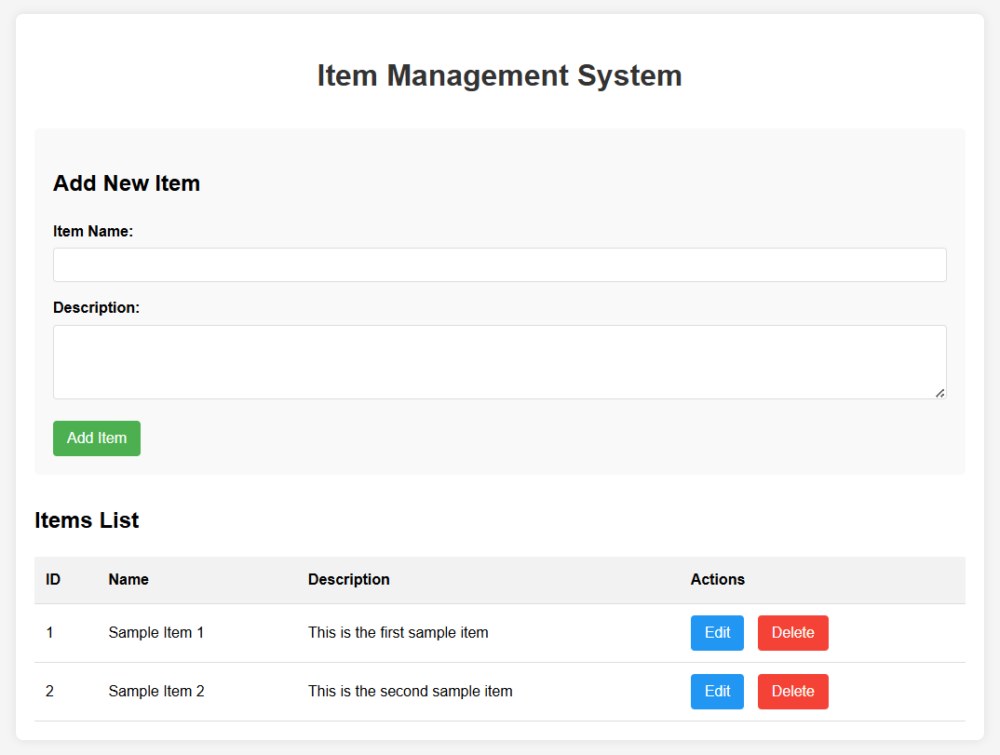 Item Management System
Add New Item
Item Name:
Description:
Add Item
Items List
ID Name Description Actions
1 Sample Item 1 This is the first sample item Edit Delete
2 Sample Item 2 This is the second sample item Edit Delete